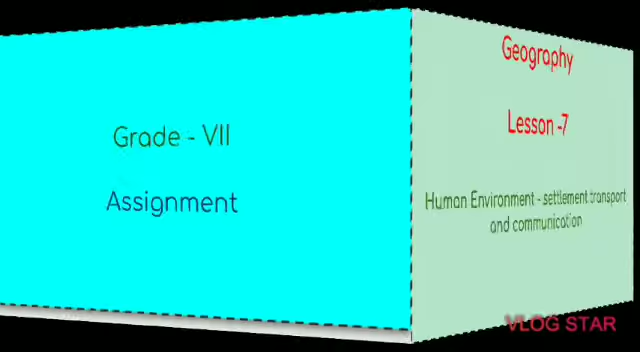 Grade - VII
Assignment
Geography
Lesson -7
Human Environment - settlement transport
and communication
VLOG STAR